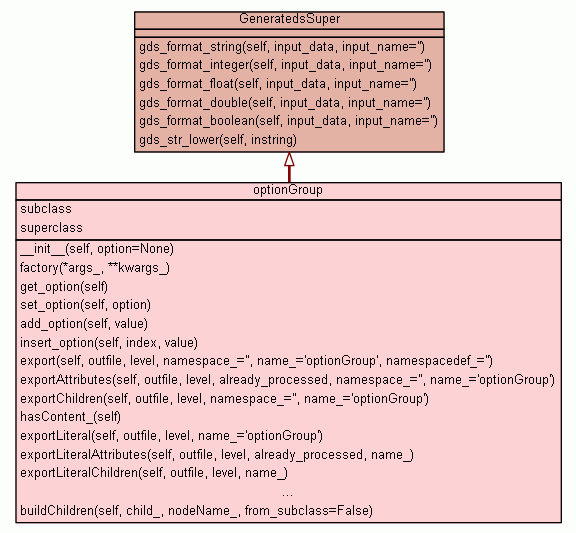 GeneratedsSuper
gds_format_string(self, input_data, input_name='')
gds_format_integer(self, input_data, input_name='')
gds_format_float(self, input_data, input_name='')
gds_format_double(self, input_data, input_name='')
gds_format_boolean(self, input_data, input_name='')
gds_str_lower(self, instring)
optionGroup
subclass
superclass
__init__(self, option=None)
factory(*args_, **kwargs_)
get_option(self)
set_option(self, option)
add_option(self, value)
insert_option(self, index, value)
export(self, outfile, level, namespace_='', name_='optionGroup', namespacedef_='')
exportAttributes(self, outfile, level, already_processed, namespace_='', name_='optionGroup')
exportChildren(self, outfile, level, namespace_='', name_='optionGroup')
hasContent_(self)
exportLiteral(self, outfile, level, name_='optionGroup')
exportLiteralAttributes(self, outfile, level, already_processed, name_)
exportLiteralChildren(self, outfile, level, name_)
...
buildChildren(self, child_, nodeName_, from_subclass=False)